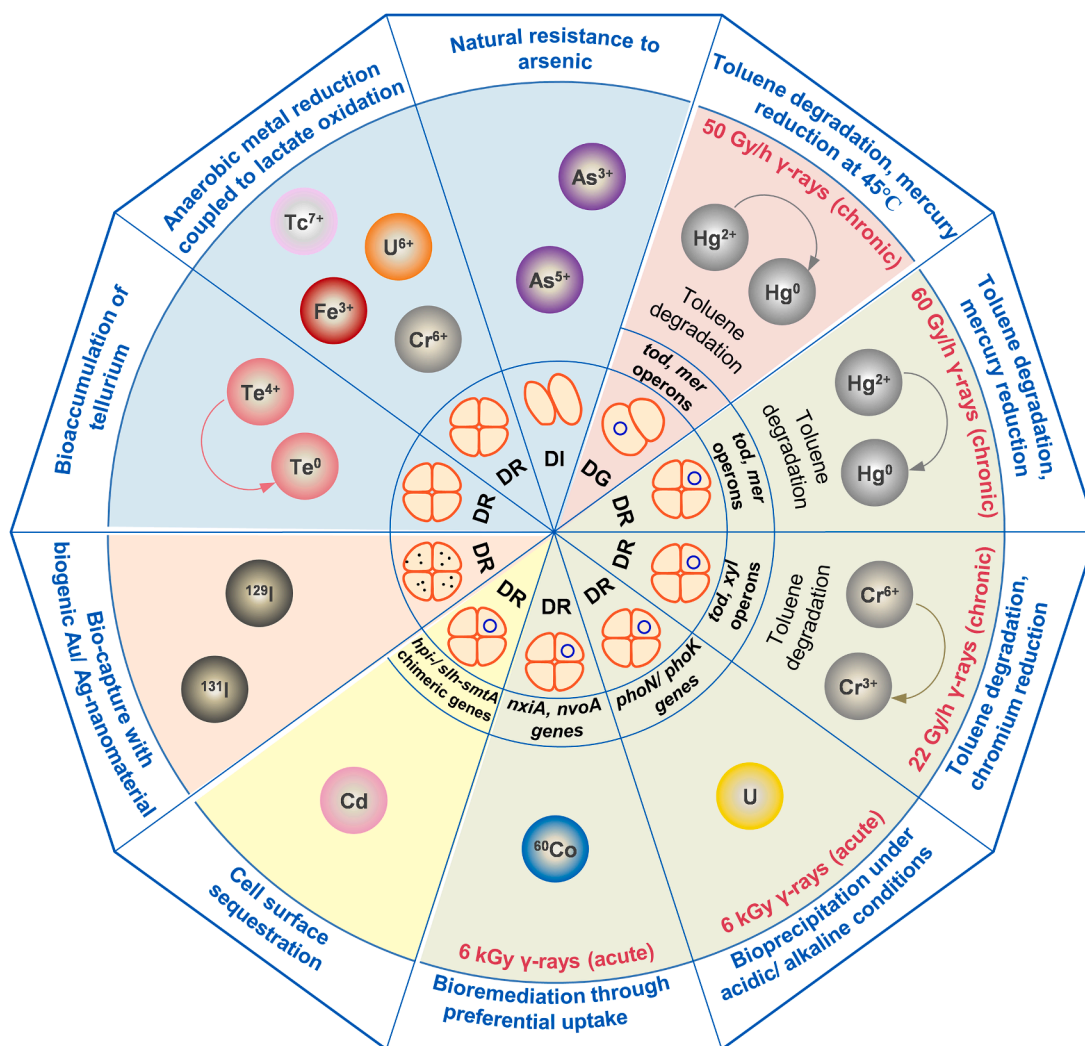 Natural resistance to
arsenic
As³⁺
As⁵⁺
DI
Toluene degradation, mercury
reduction at 45℃
50 Gy/h γ-rays (chronic)
Hg²⁺
Hg⁰
Toluene
degradation
tod, mer
operons
DG
Toluene degradation,
mercury reduction
60 Gy/h γ-rays (chronic)
Hg²⁺
Hg⁰
Toluene
degradation
tod, mer
operons
DR
Toluene degradation,
chromium reduction
22 Gy/h γ-rays (chronic)
Cr⁶⁺
Cr³⁺
Toluene
degradation
tod, xyl
operons
DR
Bioprecipitation under
acidic/ alkaline conditions
6 kGy γ-rays (acute)
U
phoN/ phoK
genes
DR
Bioremediation through
preferential uptake
6 kGy γ-rays (acute)
⁶⁰Co
nxiA, nvoA
genes
DR
Cell surface
sequestration
Cd
hpi-/ slh-smtA
chimeric genes
DR
Bio-capture with
biogenic Au/ Ag-nanomaterial
¹²⁹I
¹³¹I
DR
Bioaccumulation of
tellurium
Te⁴⁺
Te⁰
DR
Anaerobic metal reduction
coupled to lactate oxidation
Tc⁷⁺
U⁶⁺
Fe³⁺
Cr⁶⁺
DR